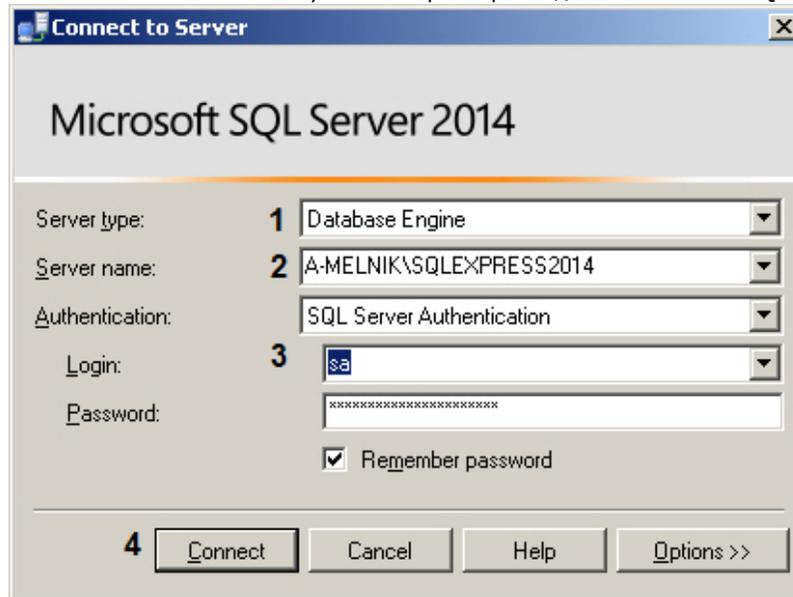 Connect to Server
Microsoft SQL Server 2014
Server type: 1 Database Engine
Server name: 2 A-MELNIK\SQLEXPRESS2014
Authentication: SQL Server Authentication
Login: 3 sa
Password: **********************
Remember password
4 Connect Cancel Help Options >>